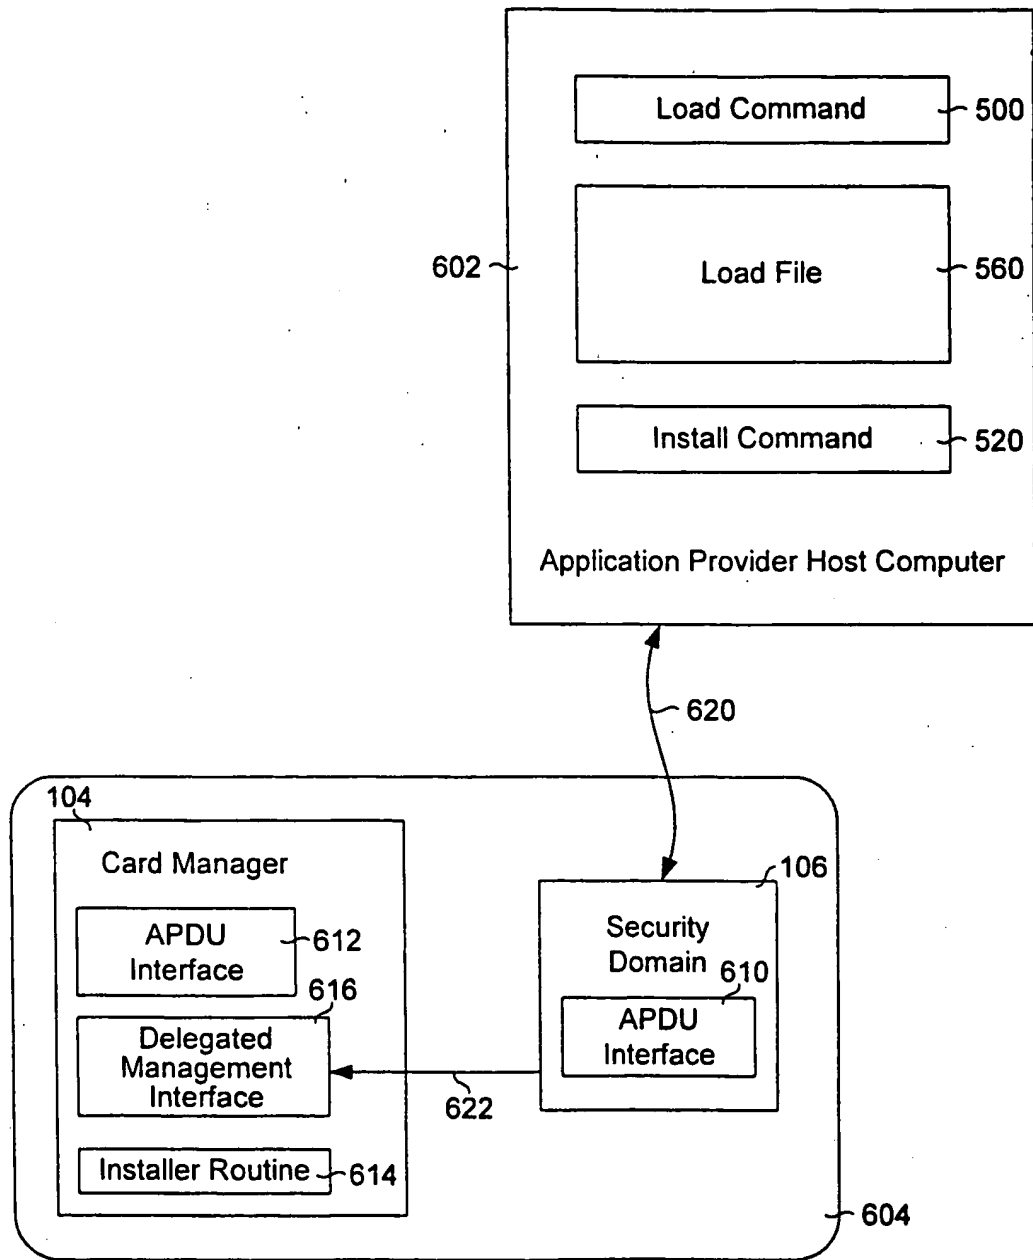 Load Command
500
Load File
602
560
Install Command
520
Application Provider Host Computer
620
104
Card Manager
106
APDU
Interface
612
Security
Domain
616
610
Delegated
Management
Interface
APDU
Interface
622
Installer Routine
614
604